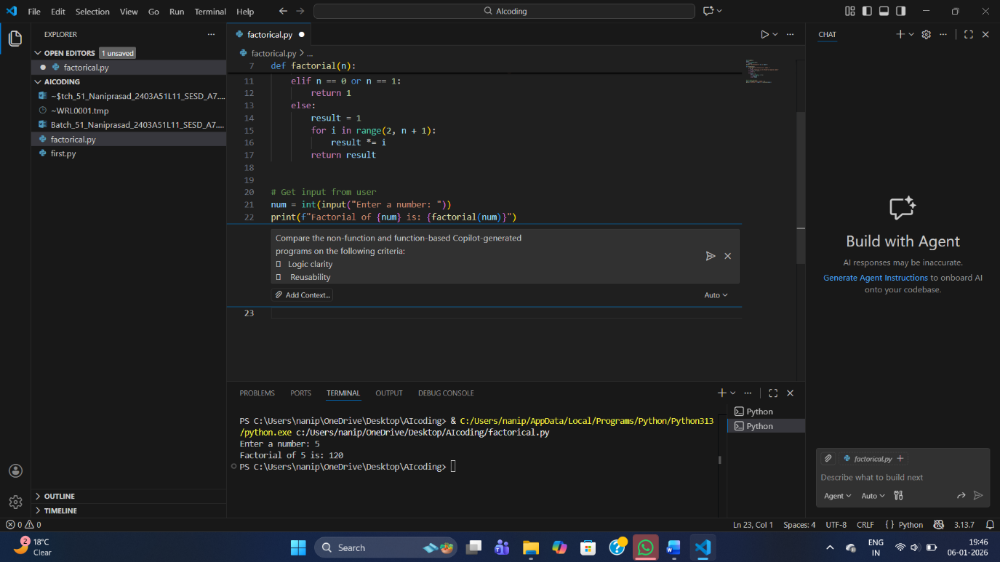 File Edit Selection View Go Run Terminal Help
AIcoding
EXPLORER
OPEN EDITORS 1 unsaved
factorical.py
AICODING
~$tch_51_Naniprasad_2403A51L11_SESD_A7....
~WRL0001.tmp
Batch_51_Naniprasad_2403A51L11_SESD_A7....
factorical.py
first.py
OUTLINE
TIMELINE
factorical.py
factorical.py > ...
7 def factorial(n):
11 elif n == 0 or n == 1:
12 return 1
13 else:
14 result = 1
15 for i in range(2, n + 1):
16 result *= i
17 return result
18
19
20 # Get input from user
21 num = int(input("Enter a number: "))
22 print(f"Factorial of {num} is: {factorial(num)}")
Compare the non-function and function-based Copilot-generated
programs on the following criteria:
Logic clarity
Reusability
Add Context...
Auto
23
PROBLEMS PORTS TERMINAL OUTPUT DEBUG CONSOLE
PS C:\Users\nanip\OneDrive\Desktop\AIcoding> & C:/Users/nanip/AppData/Local/Programs/Python/Python313
/python.exe c:/Users/nanip/OneDrive/Desktop/AIcoding/factorical.py
Enter a number: 5
Factorial of 5 is: 120
PS C:\Users\nanip\OneDrive\Desktop\AIcoding>
Python
Python
CHAT
Build with Agent
AI responses may be inaccurate.
Generate Agent Instructions to onboard AI
onto your codebase.
factorical.py
Describe what to build next
Agent Auto
0 0
Ln 23, Col 1 Spaces: 4 UTF-8 CRLF { } Python 3.13.7
2
18°C
Clear
Search
ENG
IN
19:46
06-01-2026